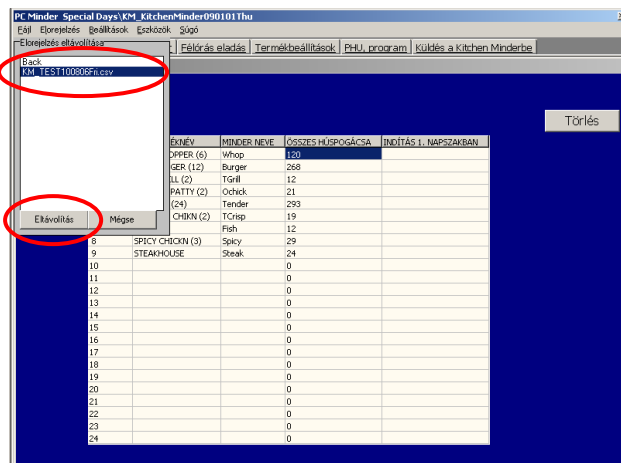 PC Minder Special Days\KM_KitchenMinder090101Thu
Fájl Elorejelzés Beállítások Eszközök Súgó
Elorejelzés eltávolítása
Félórás eladás Termékbeállítások PHU, program Küldés a Kitchen Minderbe
Back
KM_TEST100806Fri.csv
Törlés
ÉKNÉV MINDER NEVE ÖSSZES HÚSPOGÁCSA INDÍTÁS 1. NAPSZAKBAN
OPPER (6) Whop 120
GER (12) Burger 268
LL (2) TGrill 12
PATTY (2) Ochick 21
(24) Tender 293
CHIKN (2) TCrisp 19
Fish 12
Eltávolítás Mégse
8 SPICY CHICKN (3) Spicy 29
9 STEAKHOUSE Steak 24
10 0
11 0
12 0
13 0
14 0
15 0
16 0
17 0
18 0
19 0
20 0
21 0
22 0
23 0
24 0